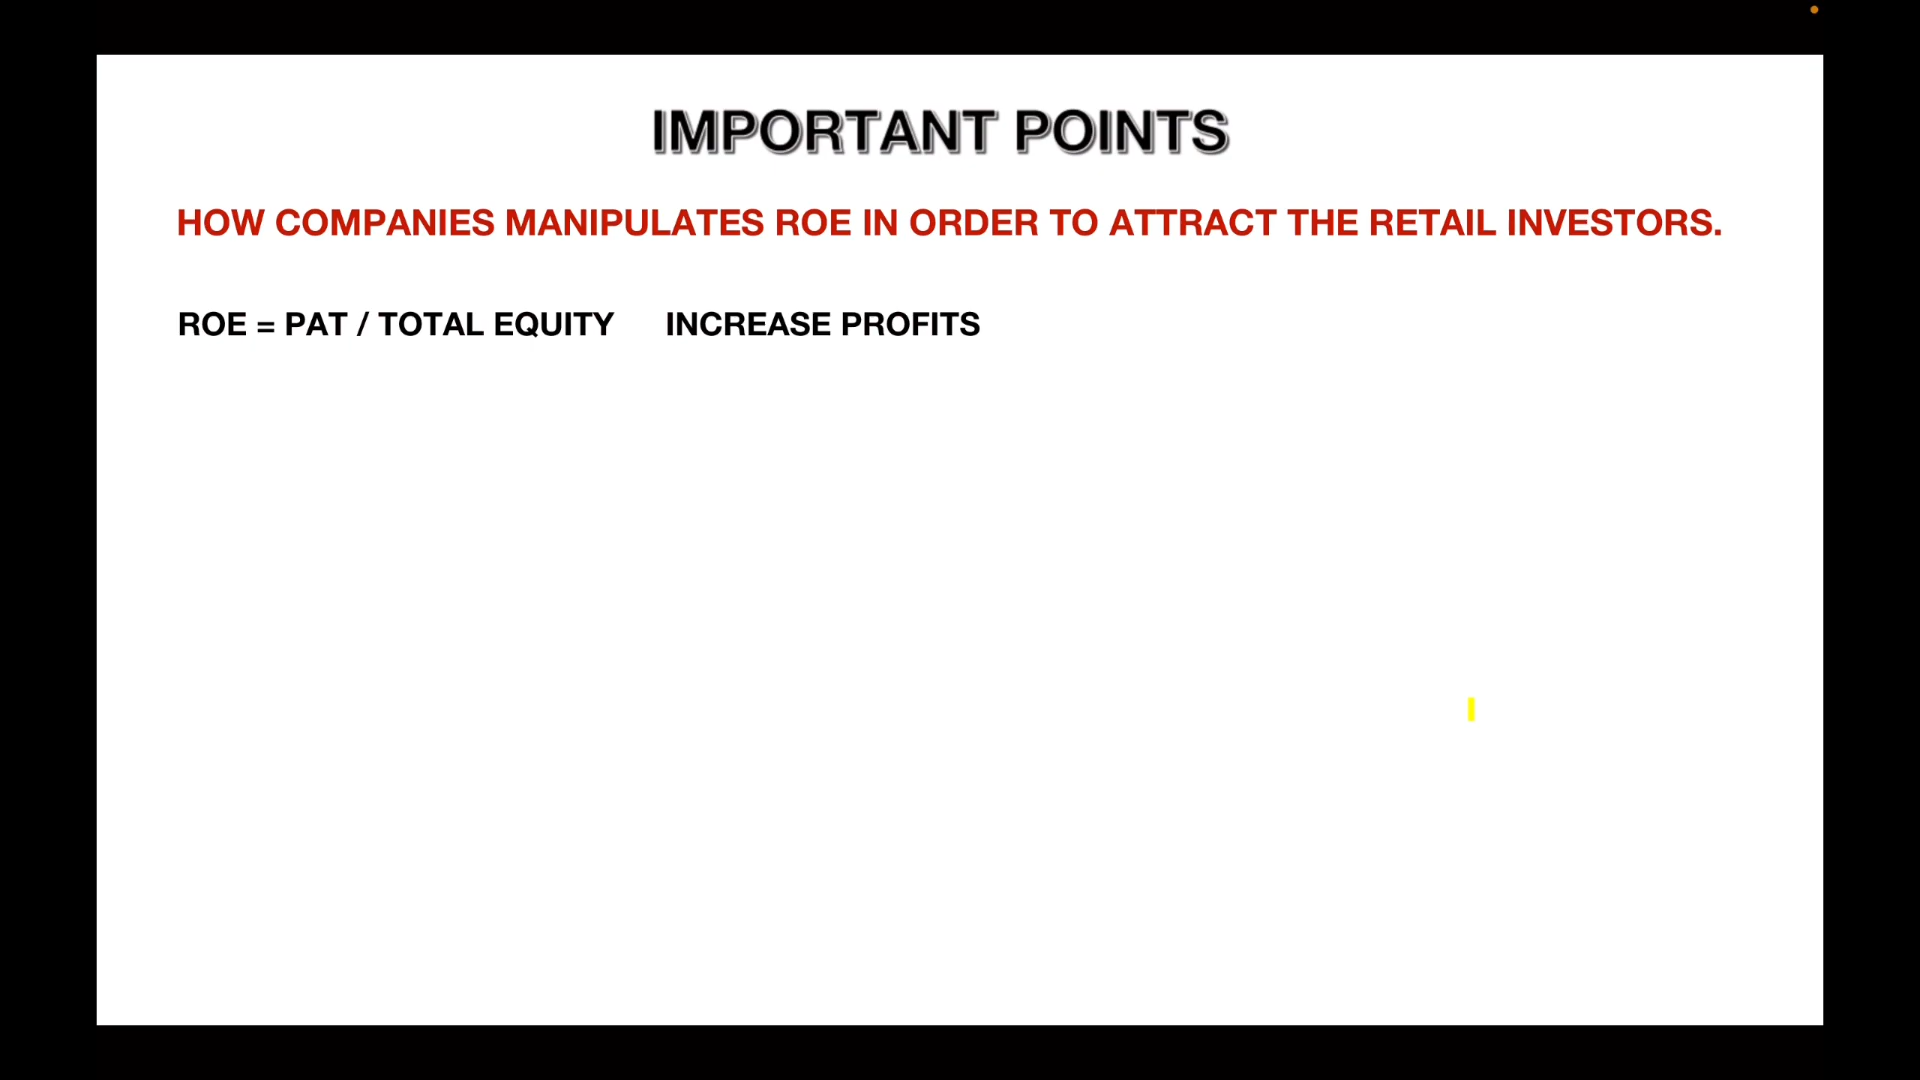 IMPORTANT POINTS
HOW COMPANIES MANIPULATES ROE IN ORDER TO ATTRACT THE RETAIL INVESTORS.
ROE = PAT / TOTAL EQUITY INCREASE PROFITS